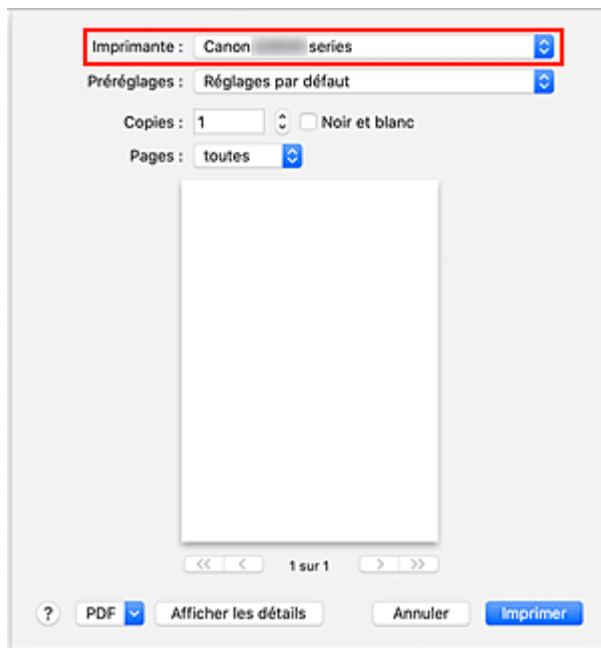 Imprimante : Canon series
Préréglages : Réglages par défaut
Copies : 1 Noir et blanc
Pages : toutes
1 sur 1
? PDF Afficher les détails Annuler Imprimer